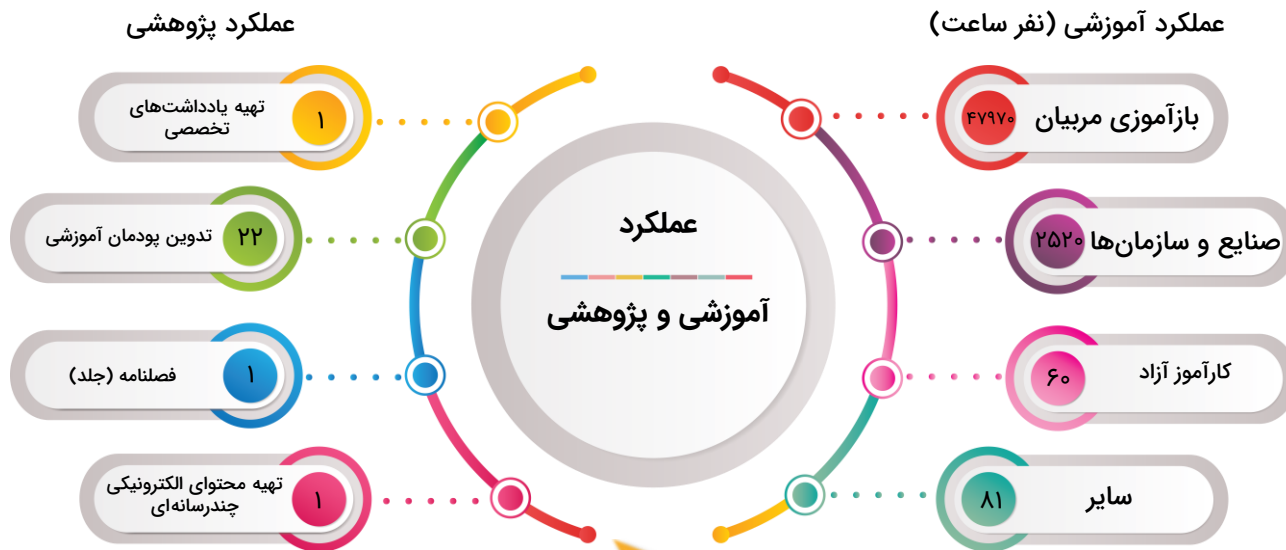 عملکرد آموزشی (نفر ساعت)
بازآموزی مربیان
۴۷۹۷۰
صنایع و سازمان‌ها
۲۵۲۰
کارآموز آزاد
۶۰
سایر
۸۱
عملکرد
آموزشی و پژوهشی
عملکرد پژوهشی
تهیه یادداشت‌های
تخصصی
۱
تدوین پودمان آموزشی
۲۲
فصلنامه (جلد)
۱
تهیه محتوای الکترونیکی
چندرسانه‌ای
۱